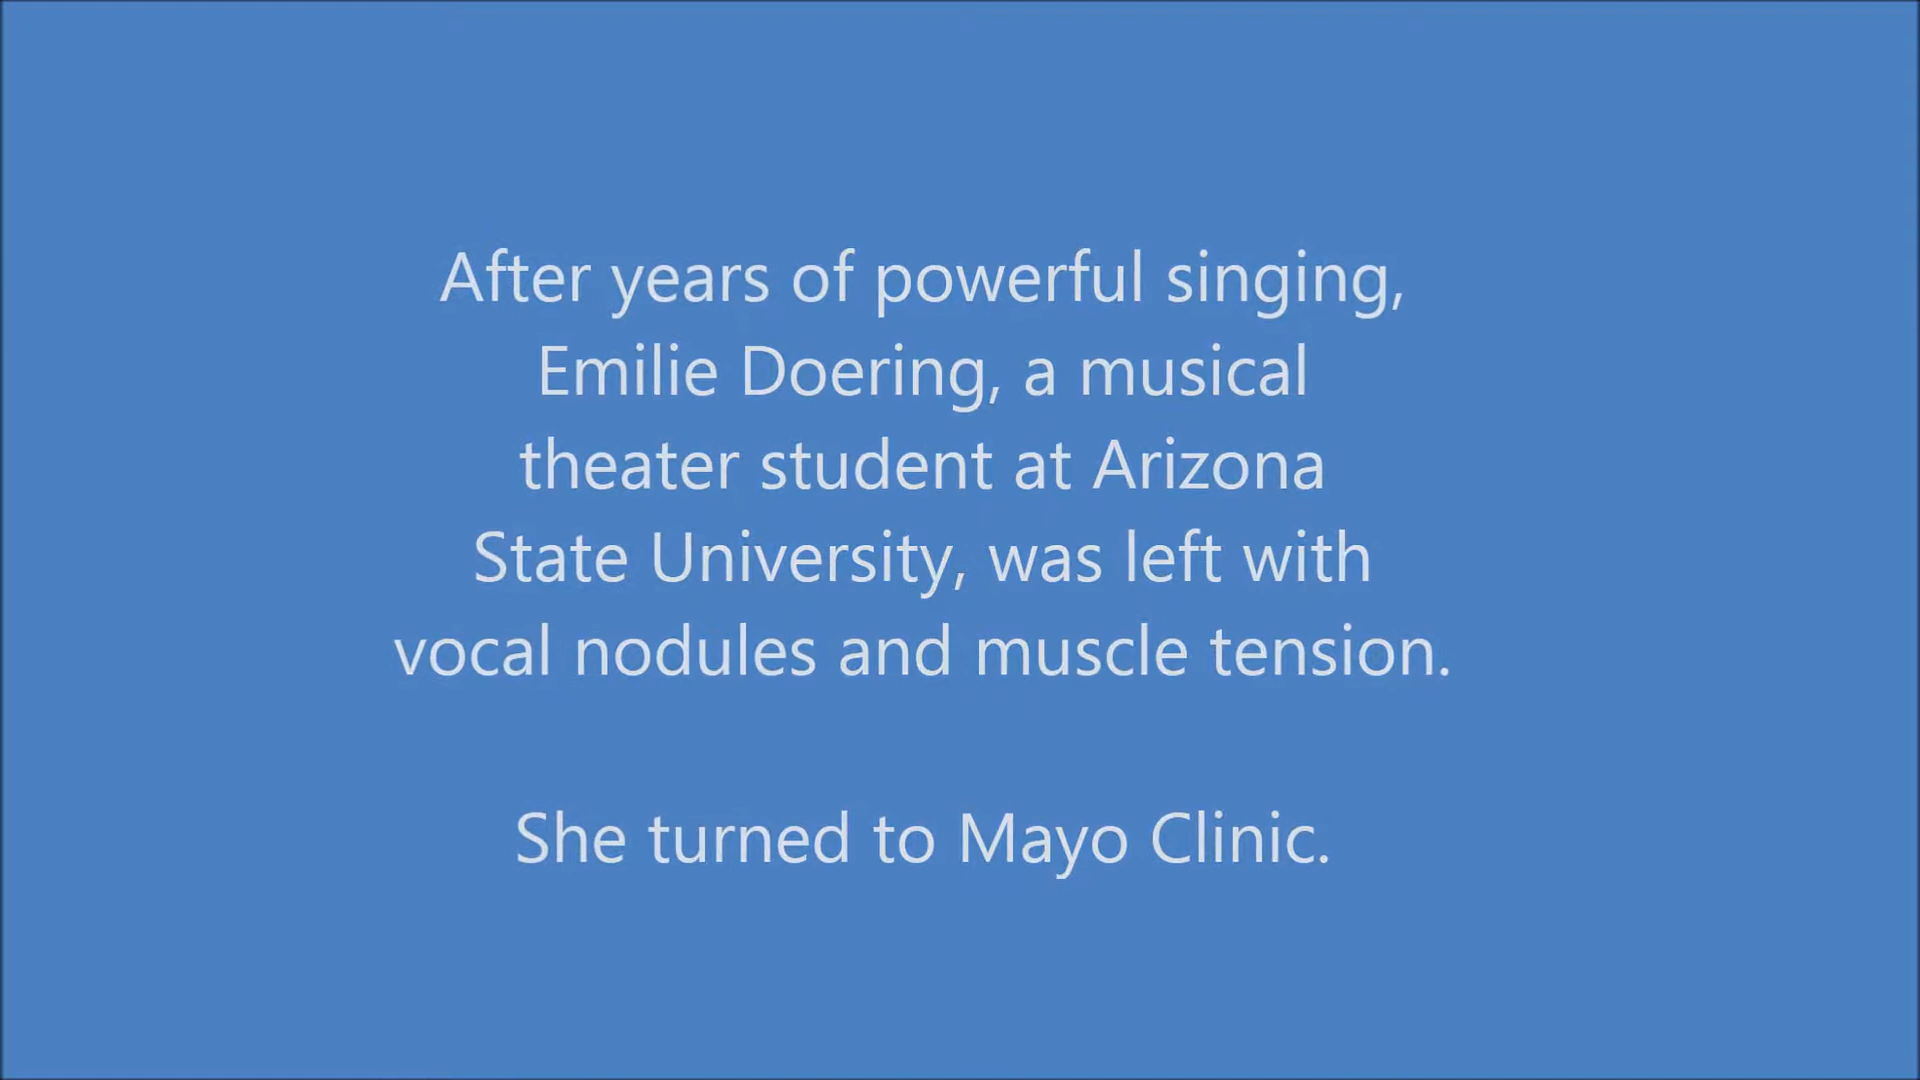 After years of powerful singing,
Emilie Doering, a musical
theater student at Arizona
State University, was left with
vocal nodules and muscle tension.
She turned to Mayo Clinic.